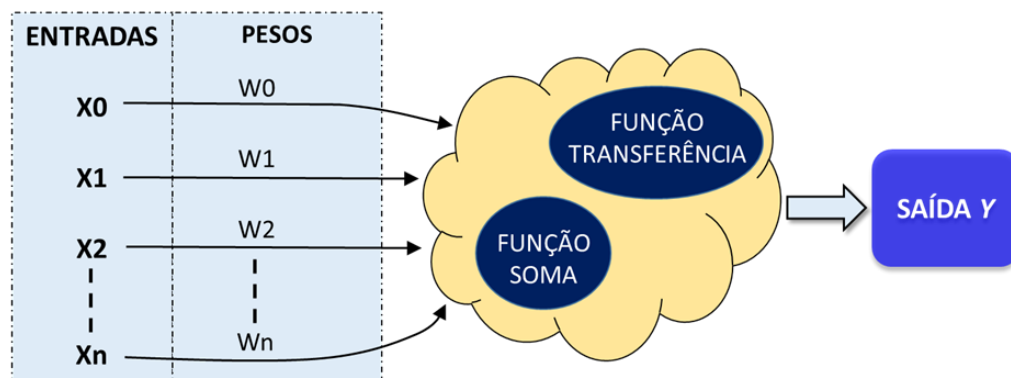 ENTRADAS
PESOS
X0
W0
X1
W1
X2
W2
Xn
Wn
FUNÇÃO
TRANSFERÊNCIA
FUNÇÃO
SOMA
SAÍDA Y